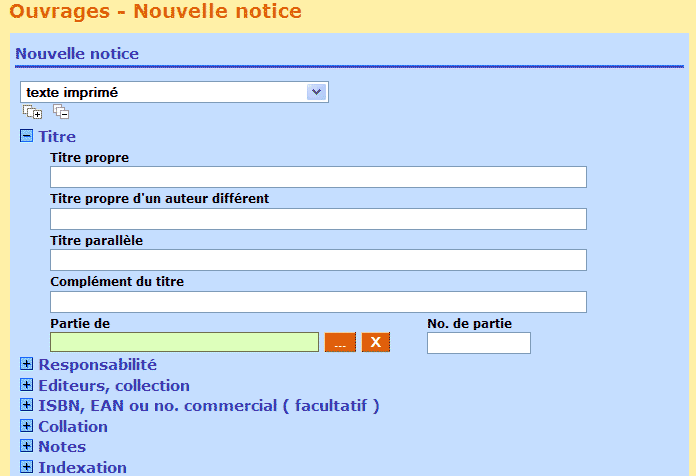 Ouvrages - Nouvelle notice
Nouvelle notice
texte imprimé
Titre
Titre propre
Titre propre d'un auteur différent
Titre parallèle
Complément du titre
Partie de No. de partie
... X
Responsabilité
Editeurs, collection
ISBN, EAN ou no. commercial ( facultatif )
Collation
Notes
Indexation